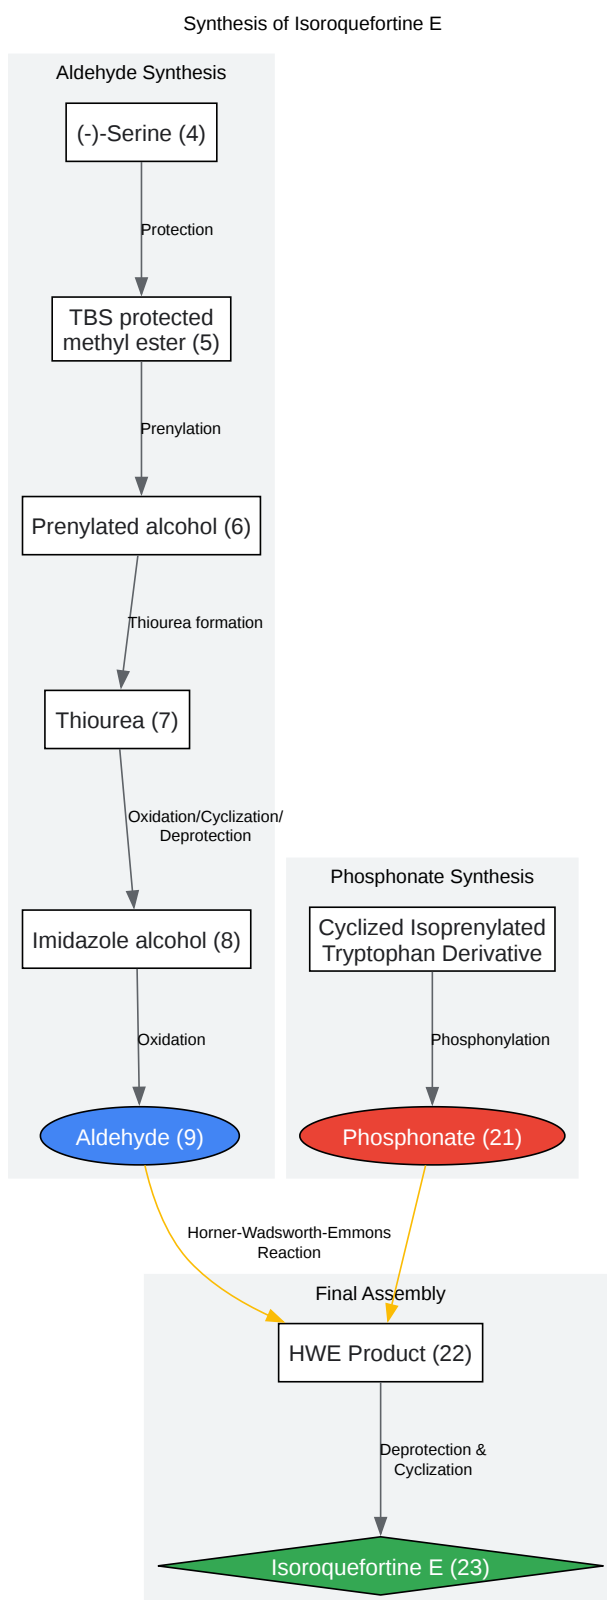 Synthesis of Isoroquefortine E
Aldehyde Synthesis
(-)-Serine (4)
Protection
TBS protected
methyl ester (5)
Prenylation
Prenylated alcohol (6)
Thiourea formation
Thiourea (7)
Oxidation/Cyclization/
Deprotection
Imidazole alcohol (8)
Oxidation
Aldehyde (9)
Phosphonate Synthesis
Cyclized Isoprenylated
Tryptophan Derivative
Phosphonylation
Phosphonate (21)
Horner-Wadsworth-Emmons
Reaction
Final Assembly
HWE Product (22)
Deprotection &
Cyclization
Isoroquefortine E (23)